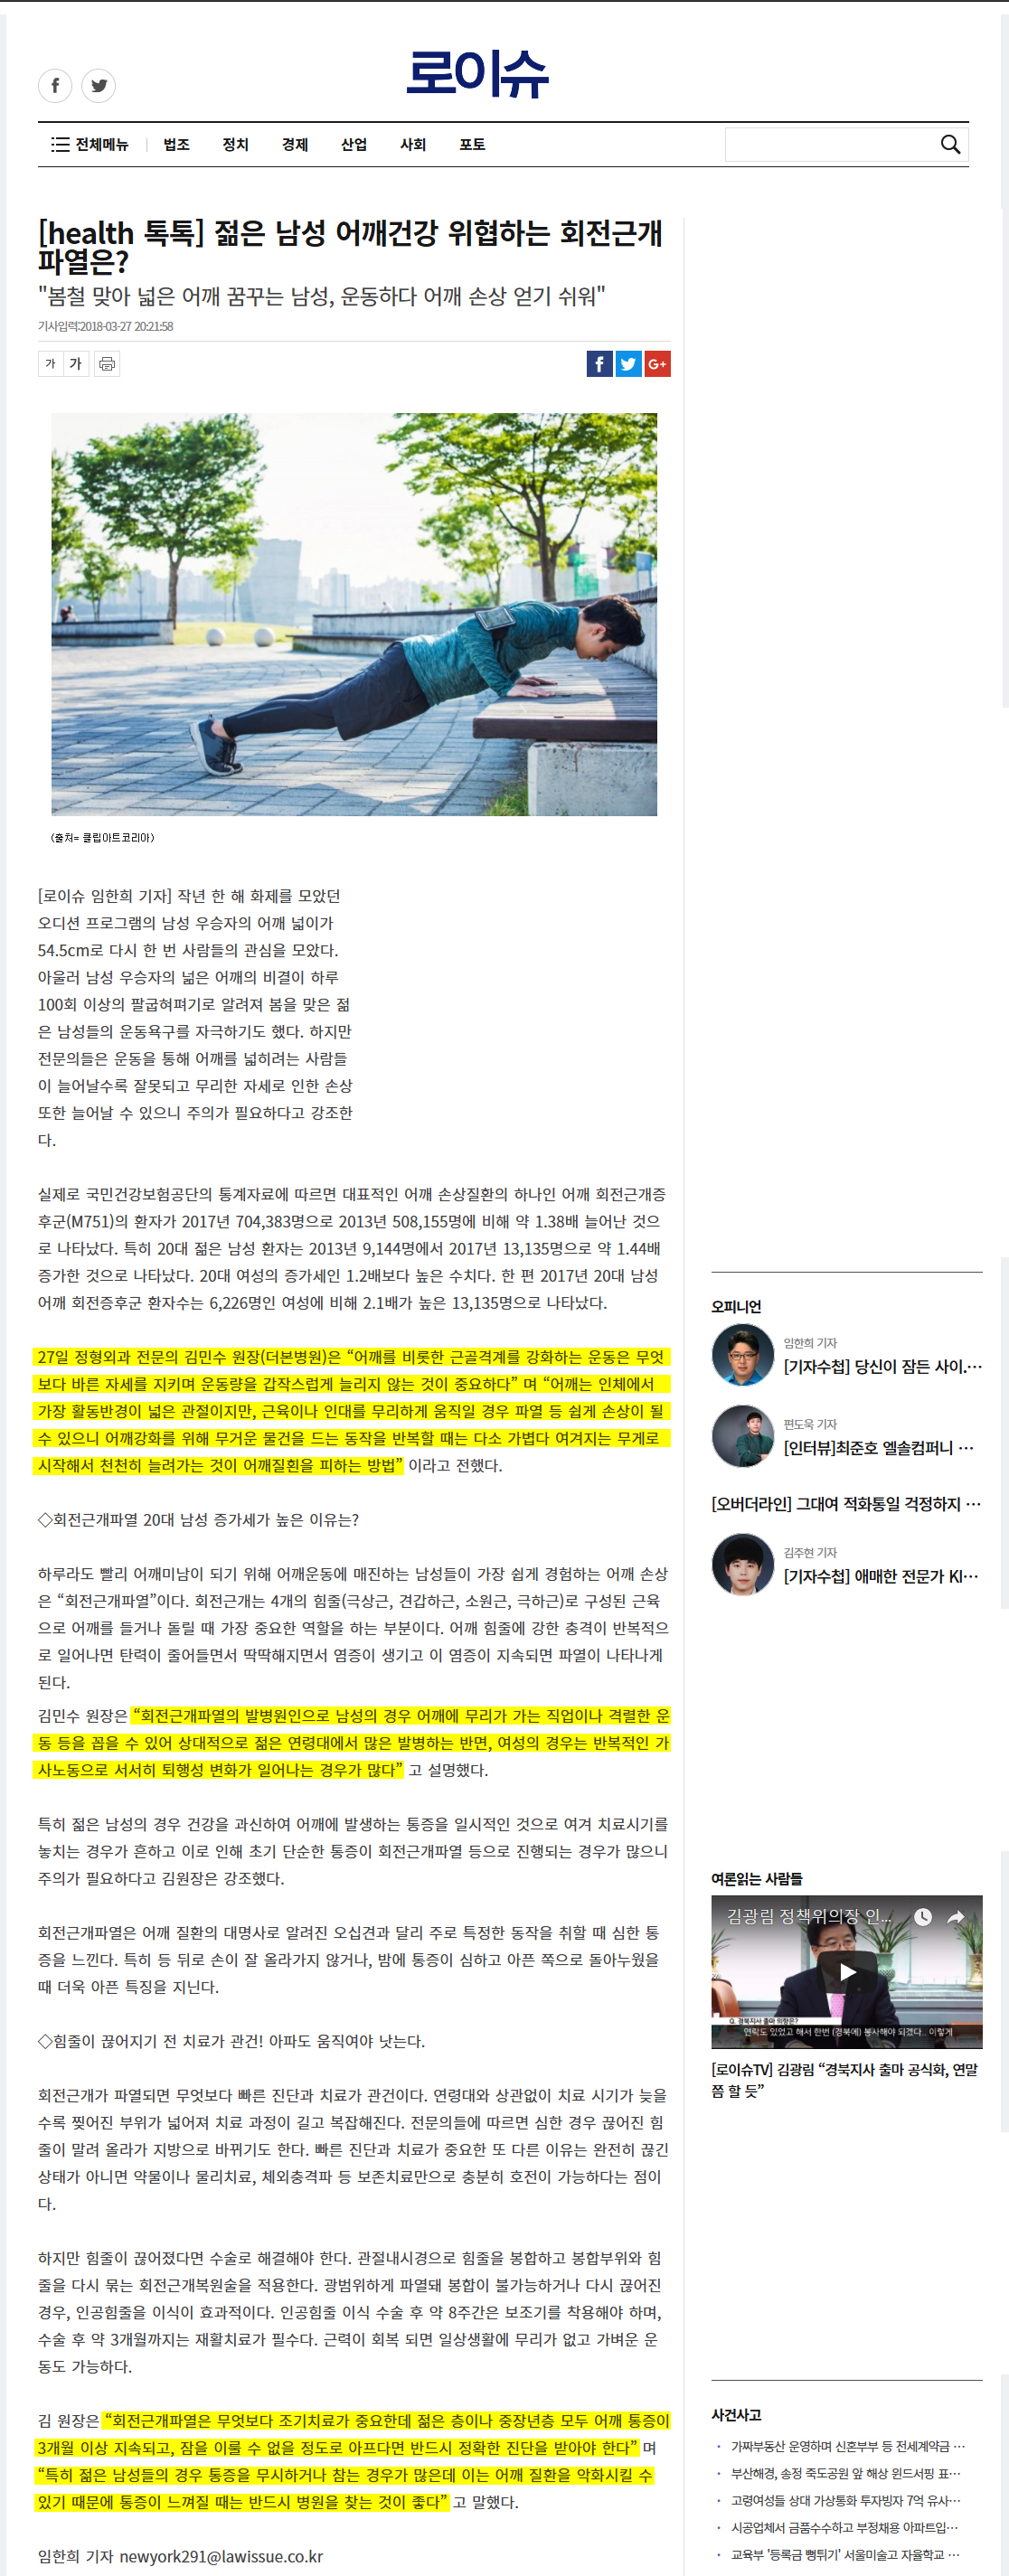 로이슈
전체메뉴 법조 정치 경제 산업 사회 포토
[health 톡톡] 젊은 남성 어깨건강 위협하는 회전근개
파열은?
"봄철 맞아 넓은 어깨 꿈꾸는 남성, 운동하다 어깨 손상 얻기 쉬워"
기사입력:2018-03-27 20:21:58
가 가
G+
(출처= 클립아트코리아)
[로이슈 임한희 기자] 작년 한 해 화제를 모았던
오디션 프로그램의 남성 우승자의 어깨 넓이가
54.5cm로 다시 한 번 사람들의 관심을 모았다.
아울러 남성 우승자의 넓은 어깨의 비결이 하루
100회 이상의 팔굽혀펴기로 알려져 봄을 맞은 젊
은 남성들의 운동욕구를 자극하기도 했다. 하지만
전문의들은 운동을 통해 어깨를 넓히려는 사람들
이 늘어날수록 잘못되고 무리한 자세로 인한 손상
또한 늘어날 수 있으니 주의가 필요하다고 강조한
다.
실제로 국민건강보험공단의 통계자료에 따르면 대표적인 어깨 손상질환의 하나인 어깨 회전근개증
후군(M751)의 환자가 2017년 704,383명으로 2013년 508,155명에 비해 약 1.38배 늘어난 것으
로 나타났다. 특히 20대 젊은 남성 환자는 2013년 9,144명에서 2017년 13,135명으로 약 1.44배
증가한 것으로 나타났다. 20대 여성의 증가세인 1.2배보다 높은 수치다. 한 편 2017년 20대 남성
어깨 회전증후군 환자수는 6,226명인 여성에 비해 2.1배가 높은 13,135명으로 나타났다.
27일 정형외과 전문의 김민수 원장(더본병원)은 “어깨를 비롯한 근골격계를 강화하는 운동은 무엇
보다 바른 자세를 지키며 운동량을 갑작스럽게 늘리지 않는 것이 중요하다” 며 “어깨는 인체에서
가장 활동반경이 넓은 관절이지만, 근육이나 인대를 무리하게 움직일 경우 파열 등 쉽게 손상이 될
수 있으니 어깨강화를 위해 무거운 물건을 드는 동작을 반복할 때는 다소 가볍다 여겨지는 무게로
시작해서 천천히 늘려가는 것이 어깨질횐을 피하는 방법” 이라고 전했다.
◇회전근개파열 20대 남성 증가세가 높은 이유는?
하루라도 빨리 어깨미남이 되기 위해 어깨운동에 매진하는 남성들이 가장 쉽게 경험하는 어깨 손상
은 “회전근개파열”이다. 회전근개는 4개의 힘줄(극상근, 견갑하근, 소원근, 극하근)로 구성된 근육
으로 어깨를 들거나 돌릴 때 가장 중요한 역할을 하는 부분이다. 어깨 힘줄에 강한 충격이 반복적으
로 일어나면 탄력이 줄어들면서 딱딱해지면서 염증이 생기고 이 염증이 지속되면 파열이 나타나게
된다.
김민수 원장은 “회전근개파열의 발병원인으로 남성의 경우 어깨에 무리가 가는 직업이나 격렬한 운
동 등을 꼽을 수 있어 상대적으로 젊은 연령대에서 많은 발병하는 반면, 여성의 경우는 반복적인 가
사노동으로 서서히 퇴행성 변화가 일어나는 경우가 많다” 고 설명했다.
특히 젊은 남성의 경우 건강을 과신하여 어깨에 발생하는 통증을 일시적인 것으로 여겨 치료시기를
놓치는 경우가 흔하고 이로 인해 초기 단순한 통증이 회전근개파열 등으로 진행되는 경우가 많으니
주의가 필요하다고 김원장은 강조했다.
회전근개파열은 어깨 질환의 대명사로 알려진 오십견과 달리 주로 특정한 동작을 취할 때 심한 통
증을 느낀다. 특히 등 뒤로 손이 잘 올라가지 않거나, 밤에 통증이 심하고 아픈 쪽으로 돌아누웠을
때 더욱 아픈 특징을 지닌다.
◇힘줄이 끊어지기 전 치료가 관건! 아파도 움직여야 낫는다.
회전근개가 파열되면 무엇보다 빠른 진단과 치료가 관건이다. 연령대와 상관없이 치료 시기가 늦을
수록 찢어진 부위가 넓어져 치료 과정이 길고 복잡해진다. 전문의들에 따르면 심한 경우 끊어진 힘
줄이 말려 올라가 지방으로 바뀌기도 한다. 빠른 진단과 치료가 중요한 또 다른 이유는 완전히 끊긴
상태가 아니면 약물이나 물리치료, 체외충격파 등 보존치료만으로 충분히 호전이 가능하다는 점이
다.
하지만 힘줄이 끊어졌다면 수술로 해결해야 한다. 관절내시경으로 힘줄을 봉합하고 봉합부위와 힘
줄을 다시 묶는 회전근개복원술을 적용한다. 광범위하게 파열돼 봉합이 불가능하거나 다시 끊어진
경우, 인공힘줄을 이식이 효과적이다. 인공힘줄 이식 수술 후 약 8주간은 보조기를 착용해야 하며,
수술 후 약 3개월까지는 재활치료가 필수다. 근력이 회복 되면 일상생활에 무리가 없고 가벼운 운
동도 가능하다.
김 원장은 “회전근개파열은 무엇보다 조기치료가 중요한데 젊은 층이나 중장년층 모두 어깨 통증이
3개월 이상 지속되고, 잠을 이룰 수 없을 정도로 아프다면 반드시 정확한 진단을 받아야 한다” 며
“특히 젊은 남성들의 경우 통증을 무시하거나 참는 경우가 많은데 이는 어깨 질환을 악화시킬 수
있기 때문에 통증이 느껴질 때는 반드시 병원을 찾는 것이 좋다” 고 말했다.
임한희 기자 newyork291@lawissue.co.kr
오피니언
임한희 기자
[기자수첩] 당신이 잠든 사이.…
편도욱 기자
[인터뷰]최준호 엘솔컴퍼니 …
[오버더라인] 그대여 적화통일 걱정하지 …
김주현 기자
[기자수첩] 애매한 전문가 KI…
여론읽는 사람들
김광림 정책위의장 인...
Q. 경북지사 출마 의향은?
연락도 있었고 해서 한번 (경북에) 봉사해야 되겠다.. 이렇게
[로이슈TV] 김광림 “경북지사 출마 공식화, 연말
쯤 할 듯”
사건사고
· 가짜부동산 운영하며 신혼부부 등 전세계약금 …
· 부산해경, 송정 죽도공원 앞 해상 윈드서핑 표…
· 고령여성들 상대 가상통화 투자빙자 7억 유사…
· 시공업체서 금품수수하고 부정채용 아파트입…
· 교육부 '등록금 뻥튀기' 서울미술고 자율학교 …